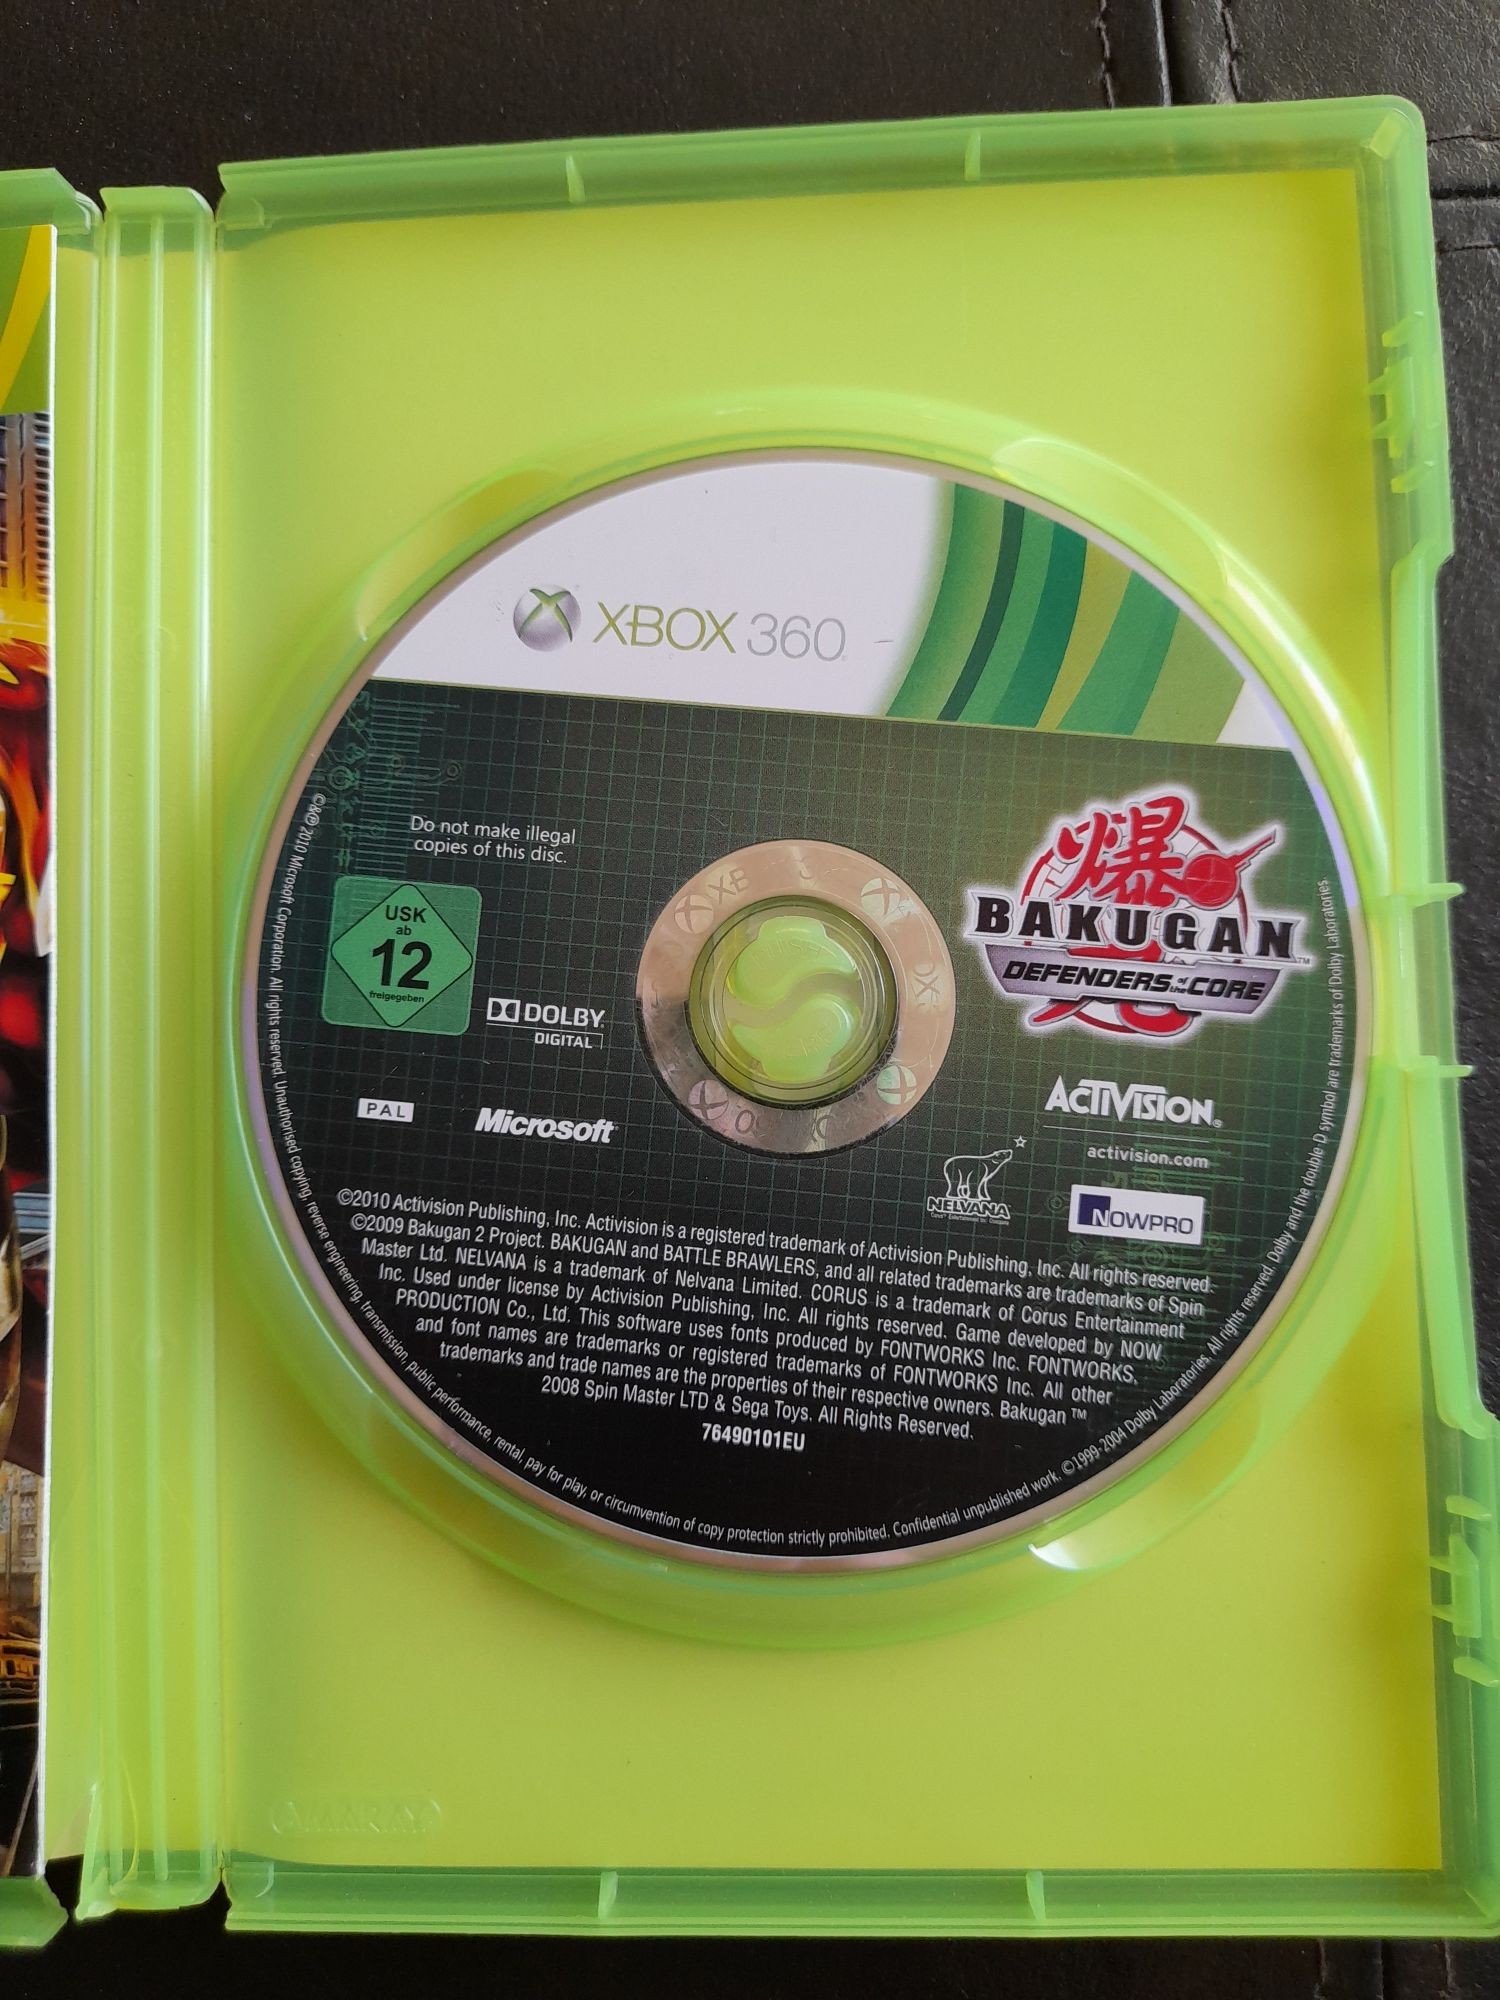 XBOX 360
Do not make illegal
copies of this disc.
USK
ab
12
freigegeben
DOLBY
DIGITAL
PAL
Microsoft
爆
BAKUGAN™
DEFENDERS of the CORE
ACTIVISION®
activision.com
NELVANA
NOWPRO
©2010 Activision Publishing, Inc. Activision is a registered trademark of Activision Publishing, Inc. All rights reserved.
©2009 Bakugan 2 Project. BAKUGAN and BATTLE BRAWLERS, and all related trademarks are trademarks of Spin
Master Ltd. NELVANA is a trademark of Nelvana Limited. CORUS is a trademark of Corus Entertainment
Inc. Used under license by Activision Publishing, Inc. All rights reserved. Game developed by NOW
PRODUCTION Co., Ltd. This software uses fonts produced by FONTWORKS Inc. FONTWORKS,
and font names are trademarks or registered trademarks of FONTWORKS Inc. All other
trademarks and trade names are the properties of their respective owners. Bakugan ™
2008 Spin Master LTD & Sega Toys. All Rights Reserved.
76490101EU
©&℗ 2010 Microsoft Corporation. All rights reserved. Unauthorised copying, reverse engineering, transmission, public performance, rental, pay for play, or circumvention of copy protection strictly prohibited. Confidential unpublished work. ©1999-2004 Dolby Laboratories. All rights reserved. Dolby and the double D symbol are trademarks of Dolby Laboratories.
AMARAY